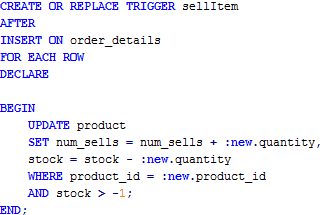 CREATE OR REPLACE TRIGGER sellItem
AFTER
INSERT ON order_details
FOR EACH ROW
DECLARE
BEGIN
UPDATE product
SET num_sells = num_sells + :new.quantity,
stock = stock - :new.quantity
WHERE product_id = :new.product_id
AND stock > -1;
END;